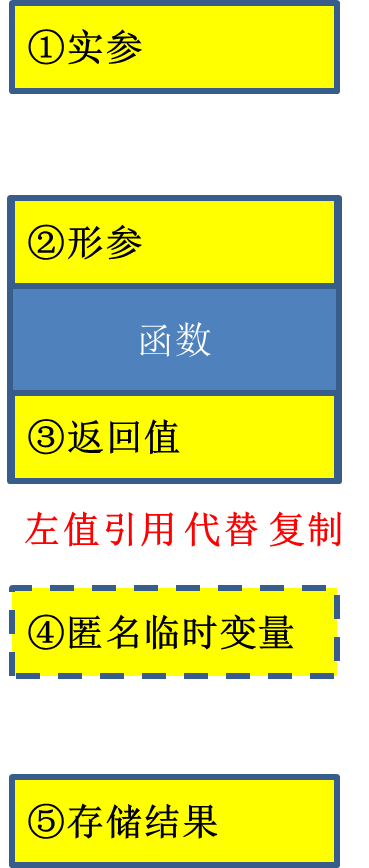 ①实参
②形参
函数
③返回值
左值引用 代替 复制
④匿名临时变量
⑤存储结果